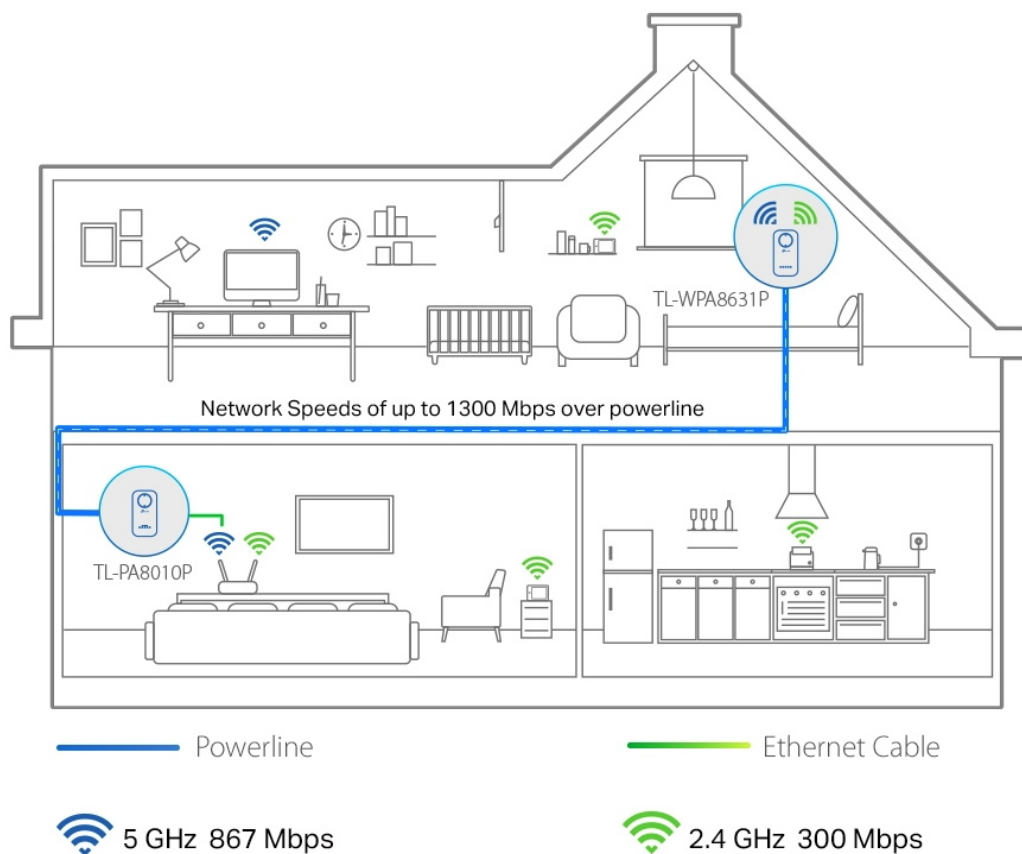 TL-WPA8631P
Network Speeds of up to 1300 Mbps over powerline
TL-PA8010P
Powerline
Ethernet Cable
5 GHz 867 Mbps
2.4 GHz 300 Mbps